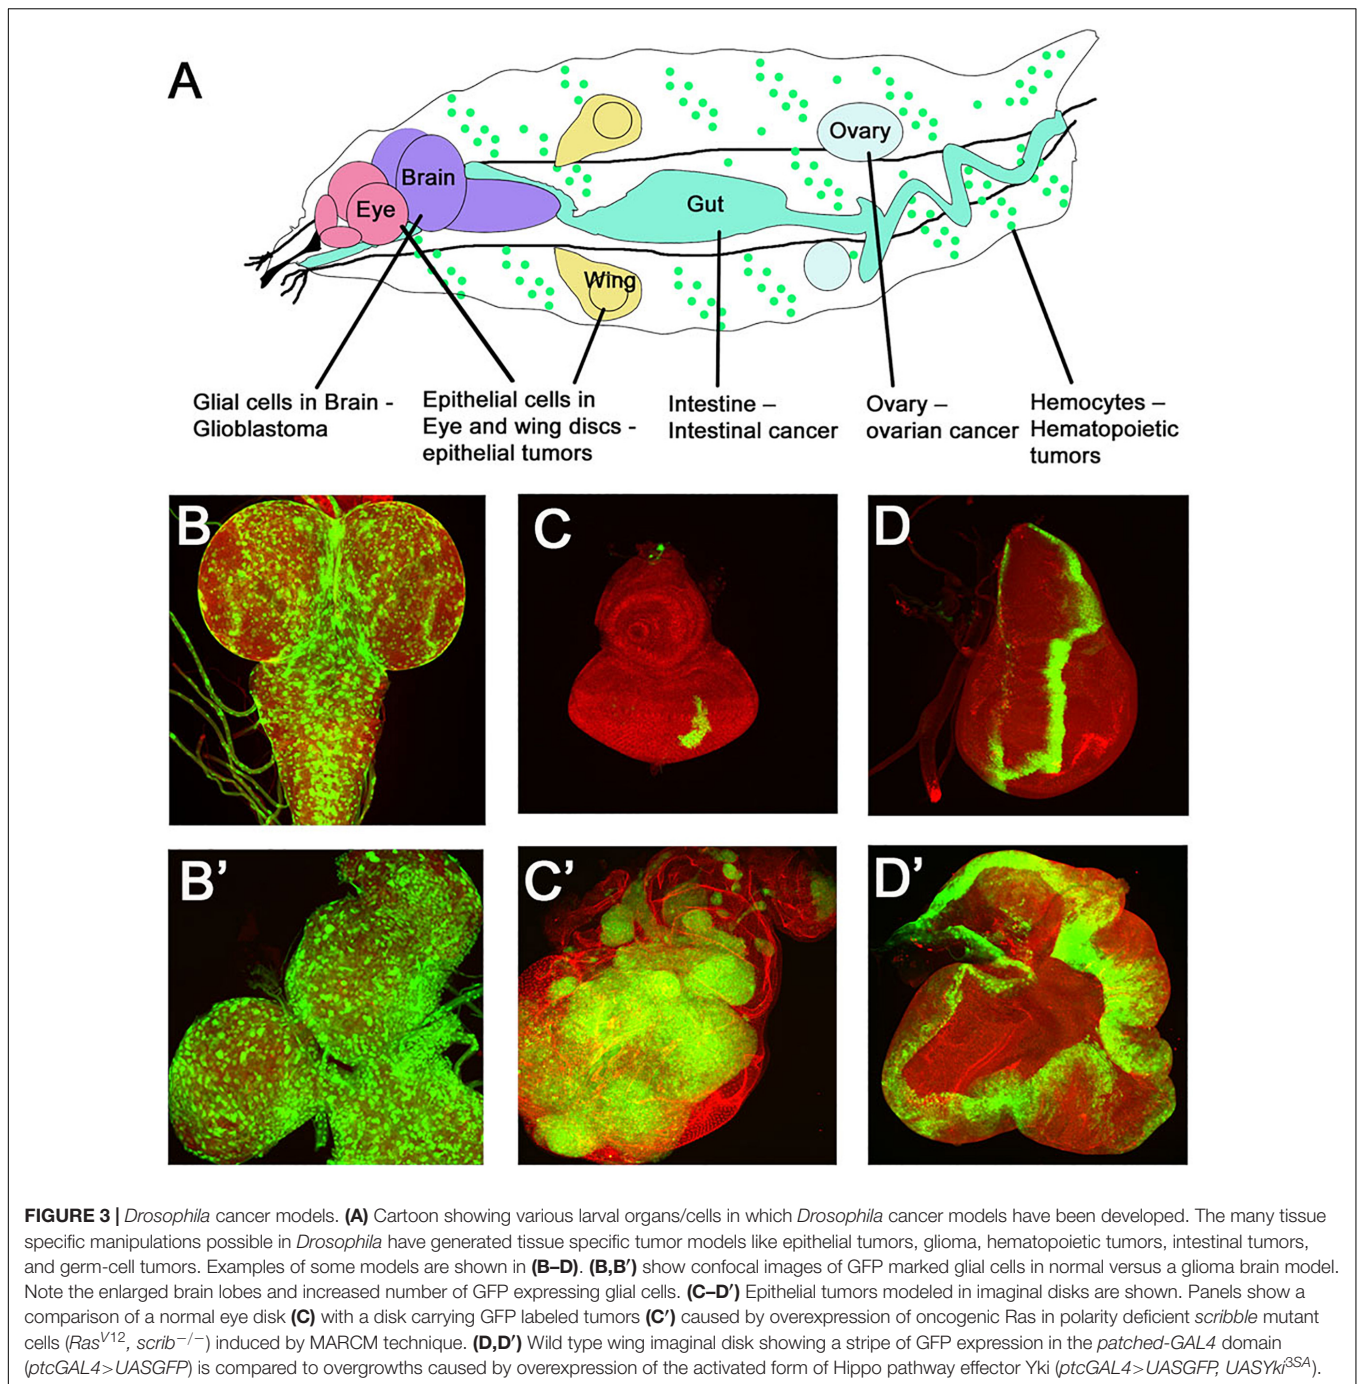 A
Ovary
Brain
Eye
Gut
Wing
Glial cells in Brain -
Glioblastoma
Epithelial cells in
Eye and wing discs -
epithelial tumors
Intestine –
Intestinal cancer
Ovary –
ovarian cancer
Hemocytes –
Hematopoietic
tumors
B
C
D
B'
C'
D'
FIGURE 3 | Drosophila cancer models. (A) Cartoon showing various larval organs/cells in which Drosophila cancer models have been developed. The many tissue
specific manipulations possible in Drosophila have generated tissue specific tumor models like epithelial tumors, glioma, hematopoietic tumors, intestinal tumors,
and germ-cell tumors. Examples of some models are shown in (B–D). (B,B′) show confocal images of GFP marked glial cells in normal versus a glioma brain model.
Note the enlarged brain lobes and increased number of GFP expressing glial cells. (C–D′) Epithelial tumors modeled in imaginal disks are shown. Panels show a
comparison of a normal eye disk (C) with a disk carrying GFP labeled tumors (C′) caused by overexpression of oncogenic Ras in polarity deficient scribble mutant
cells (Ras^V12, scrib^−/−) induced by MARCM technique. (D,D′) Wild type wing imaginal disk showing a stripe of GFP expression in the patched-GAL4 domain
(ptcGAL4>UASGFP) is compared to overgrowths caused by overexpression of the activated form of Hippo pathway effector Yki (ptcGAL4>UASGFP, UASYki^3SA).